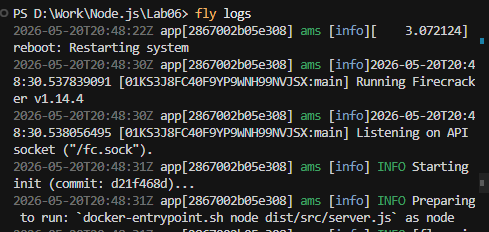 PS D:\Work\Node.js\Lab06> fly logs
2026-05-20T20:48:22Z app[2867002b05e308] ams [info][    3.072124]
reboot: Restarting system
2026-05-20T20:48:30Z app[2867002b05e308] ams [info]2026-05-20T20:4
8:30.537839091 [01KS3J8FC40F9YP9WNH99NVJSX:main] Running Firecrack
er v1.14.4
2026-05-20T20:48:30Z app[2867002b05e308] ams [info]2026-05-20T20:4
8:30.538056495 [01KS3J8FC40F9YP9WNH99NVJSX:main] Listening on API
socket ("/fc.sock").
2026-05-20T20:48:31Z app[2867002b05e308] ams [info] INFO Starting
init (commit: d21f468d)...
2026-05-20T20:48:31Z app[2867002b05e308] ams [info] INFO Preparing
to run: `docker-entrypoint.sh node dist/src/server.js` as node